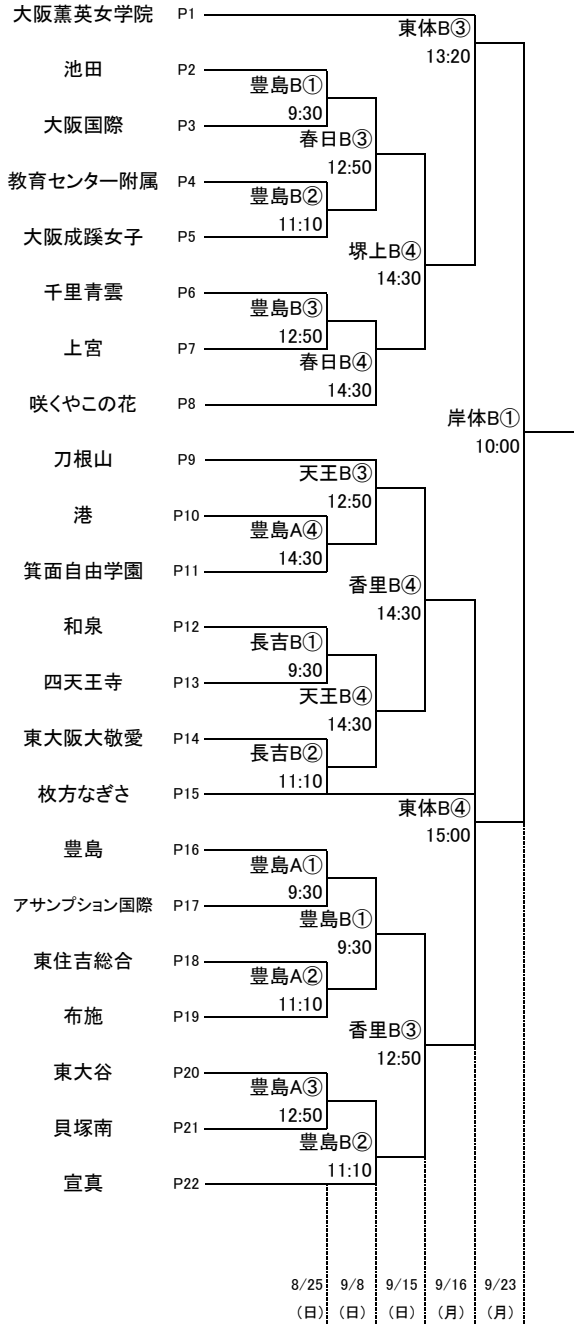 大阪薫英女学院 P1
東体B③
13:20
池田 P2
豊島B①
9:30
大阪国際 P3
春日B③
12:50
教育センター附属 P4
豊島B②
11:10
大阪成蹊女子 P5
堺上B④
14:30
千里青雲 P6
豊島B③
12:50
上宮 P7
春日B④
14:30
咲くやこの花 P8
岸体B①
10:00
刀根山 P9
天王B③
12:50
港 P10
豊島A④
14:30
箕面自由学園 P11
香里B④
14:30
和泉 P12
長吉B①
9:30
四天王寺 P13
天王B④
14:30
東大阪大敬愛 P14
長吉B②
11:10
枚方なぎさ P15
東体B④
15:00
豊島 P16
豊島A①
9:30
アサンプション国際 P17
豊島B①
9:30
東住吉総合 P18
豊島A②
11:10
布施 P19
香里B③
12:50
東大谷 P20
豊島A③
12:50
貝塚南 P21
豊島B②
11:10
宣真 P22
8/25 9/8 9/15 9/16 9/23
（日） （日） （日） （月） （月）